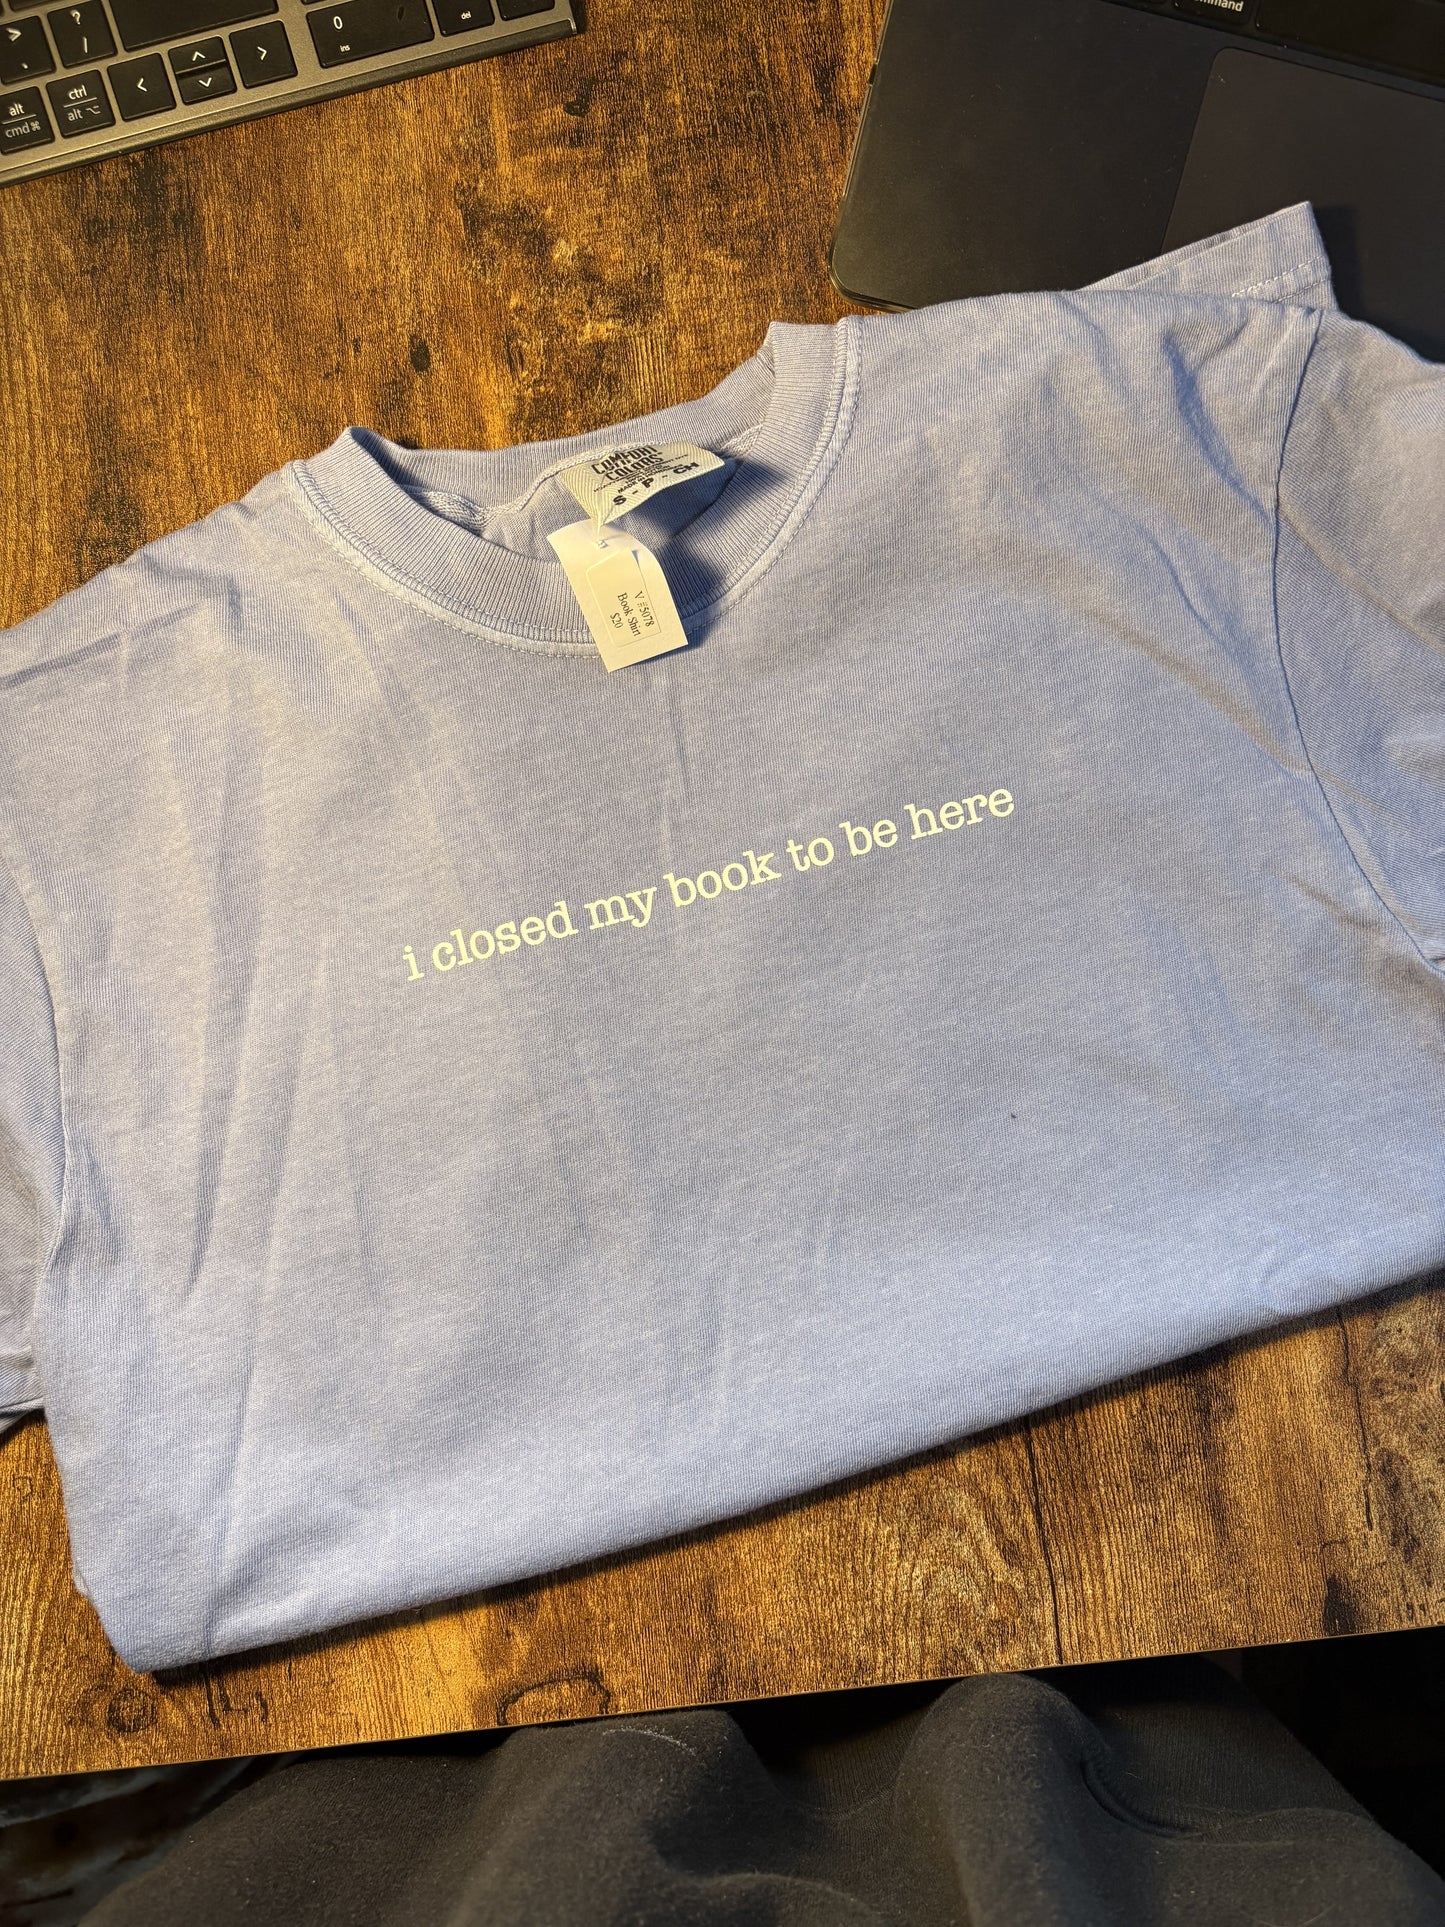 >
.
?
/
0
ins
del
alt
cmd ⌘
ctrl
alt ⌥
<
^
>
command
COMFORT
COLORS
S - P - CH
V #5078
Book Shirt
$20
i closed my book to be here